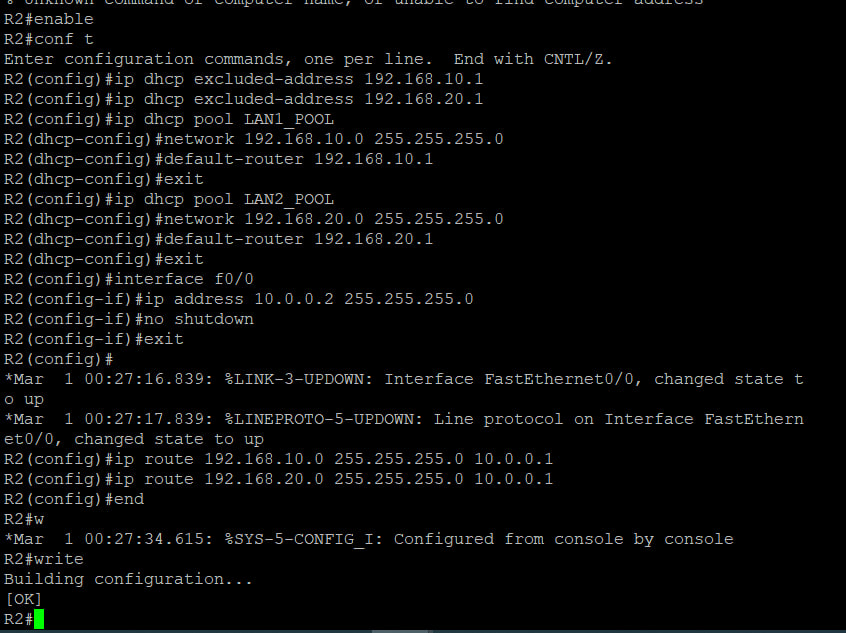 % Unknown command or computer name, or unable to find computer address
R2#enable
R2#conf t
Enter configuration commands, one per line.  End with CNTL/Z.
R2(config)#ip dhcp excluded-address 192.168.10.1
R2(config)#ip dhcp excluded-address 192.168.20.1
R2(config)#ip dhcp pool LAN1_POOL
R2(dhcp-config)#network 192.168.10.0 255.255.255.0
R2(dhcp-config)#default-router 192.168.10.1
R2(dhcp-config)#exit
R2(config)#ip dhcp pool LAN2_POOL
R2(dhcp-config)#network 192.168.20.0 255.255.255.0
R2(dhcp-config)#default-router 192.168.20.1
R2(dhcp-config)#exit
R2(config)#interface f0/0
R2(config-if)#ip address 10.0.0.2 255.255.255.0
R2(config-if)#no shutdown
R2(config-if)#exit
R2(config)#
*Mar  1 00:27:16.839: %LINK-3-UPDOWN: Interface FastEthernet0/0, changed state t
o up
*Mar  1 00:27:17.839: %LINEPROTO-5-UPDOWN: Line protocol on Interface FastEthern
et0/0, changed state to up
R2(config)#ip route 192.168.10.0 255.255.255.0 10.0.0.1
R2(config)#ip route 192.168.20.0 255.255.255.0 10.0.0.1
R2(config)#end
R2#w
*Mar  1 00:27:34.615: %SYS-5-CONFIG_I: Configured from console by console
R2#write
Building configuration...
[OK]
R2#